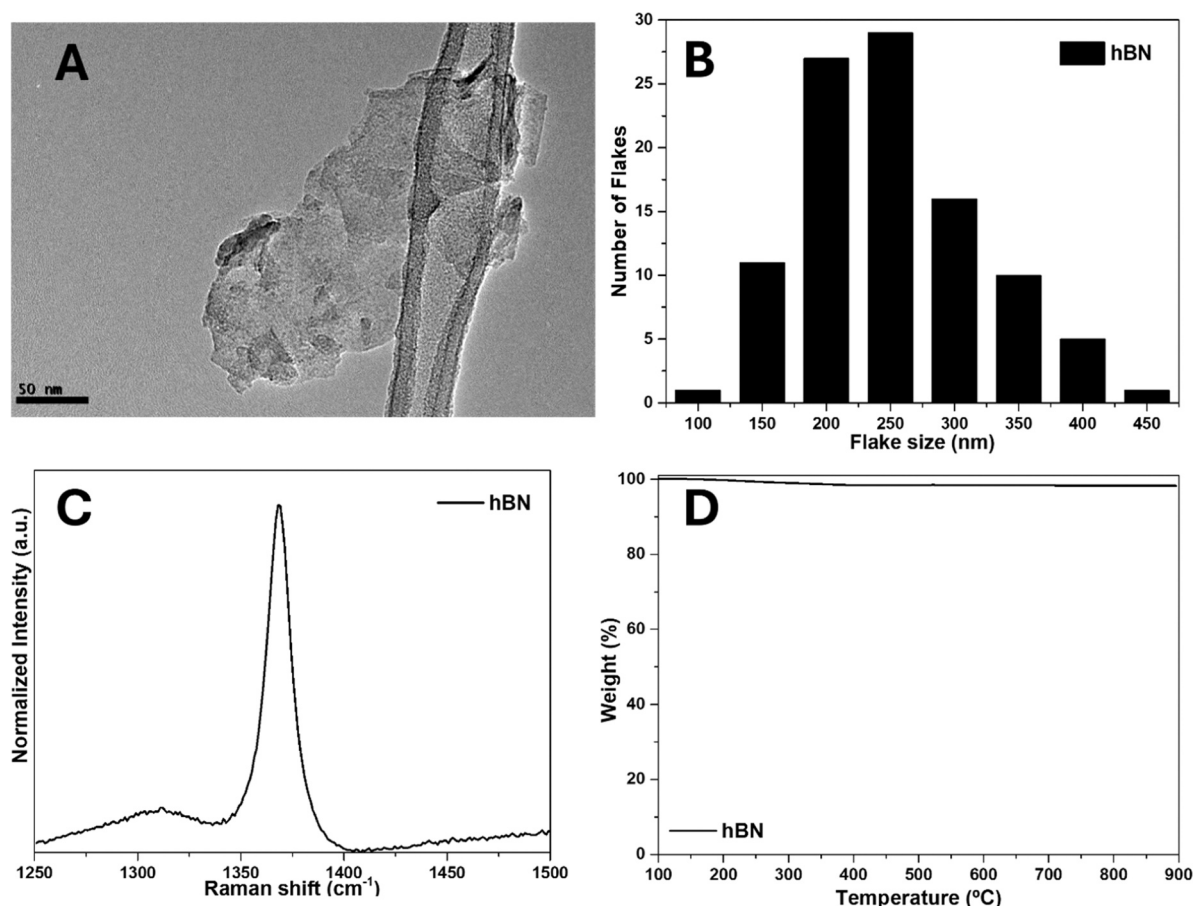 A
50 nm
B
hBN
Number of Flakes
30
25
20
15
10
5
0
100 150 200 250 300 350 400 450
Flake size (nm)
C
hBN
Normalized Intensity (a.u.)
1250 1300 1350 1400 1450 1500
Raman shift (cm⁻¹)
D
Weight (%)
100
80
60
40
20
0
hBN
100 200 300 400 500 600 700 800 900
Temperature (ºC)